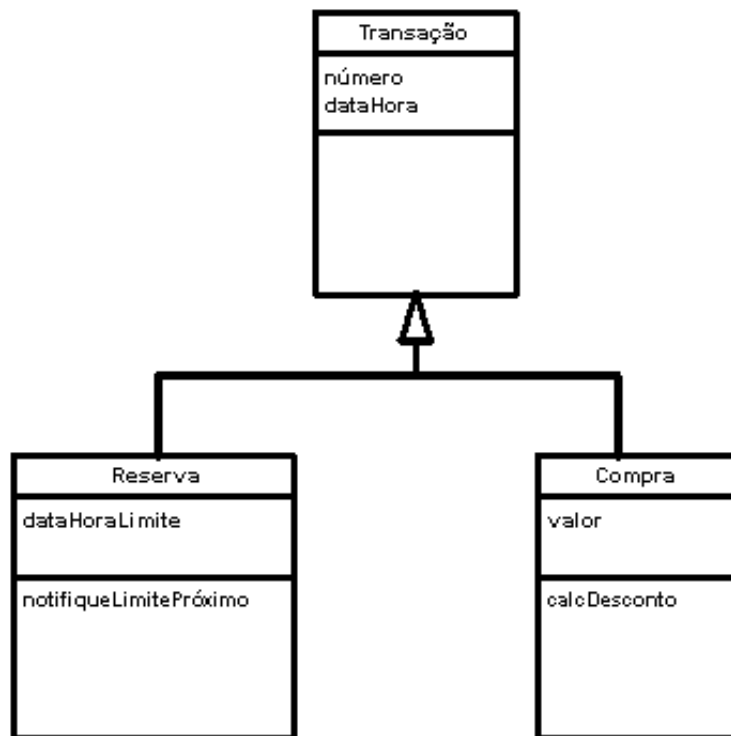 Transação
número
dataHora
Reserva
dataHoraLimite
notifiqueLimitePróximo
Compra
valor
calcDesconto